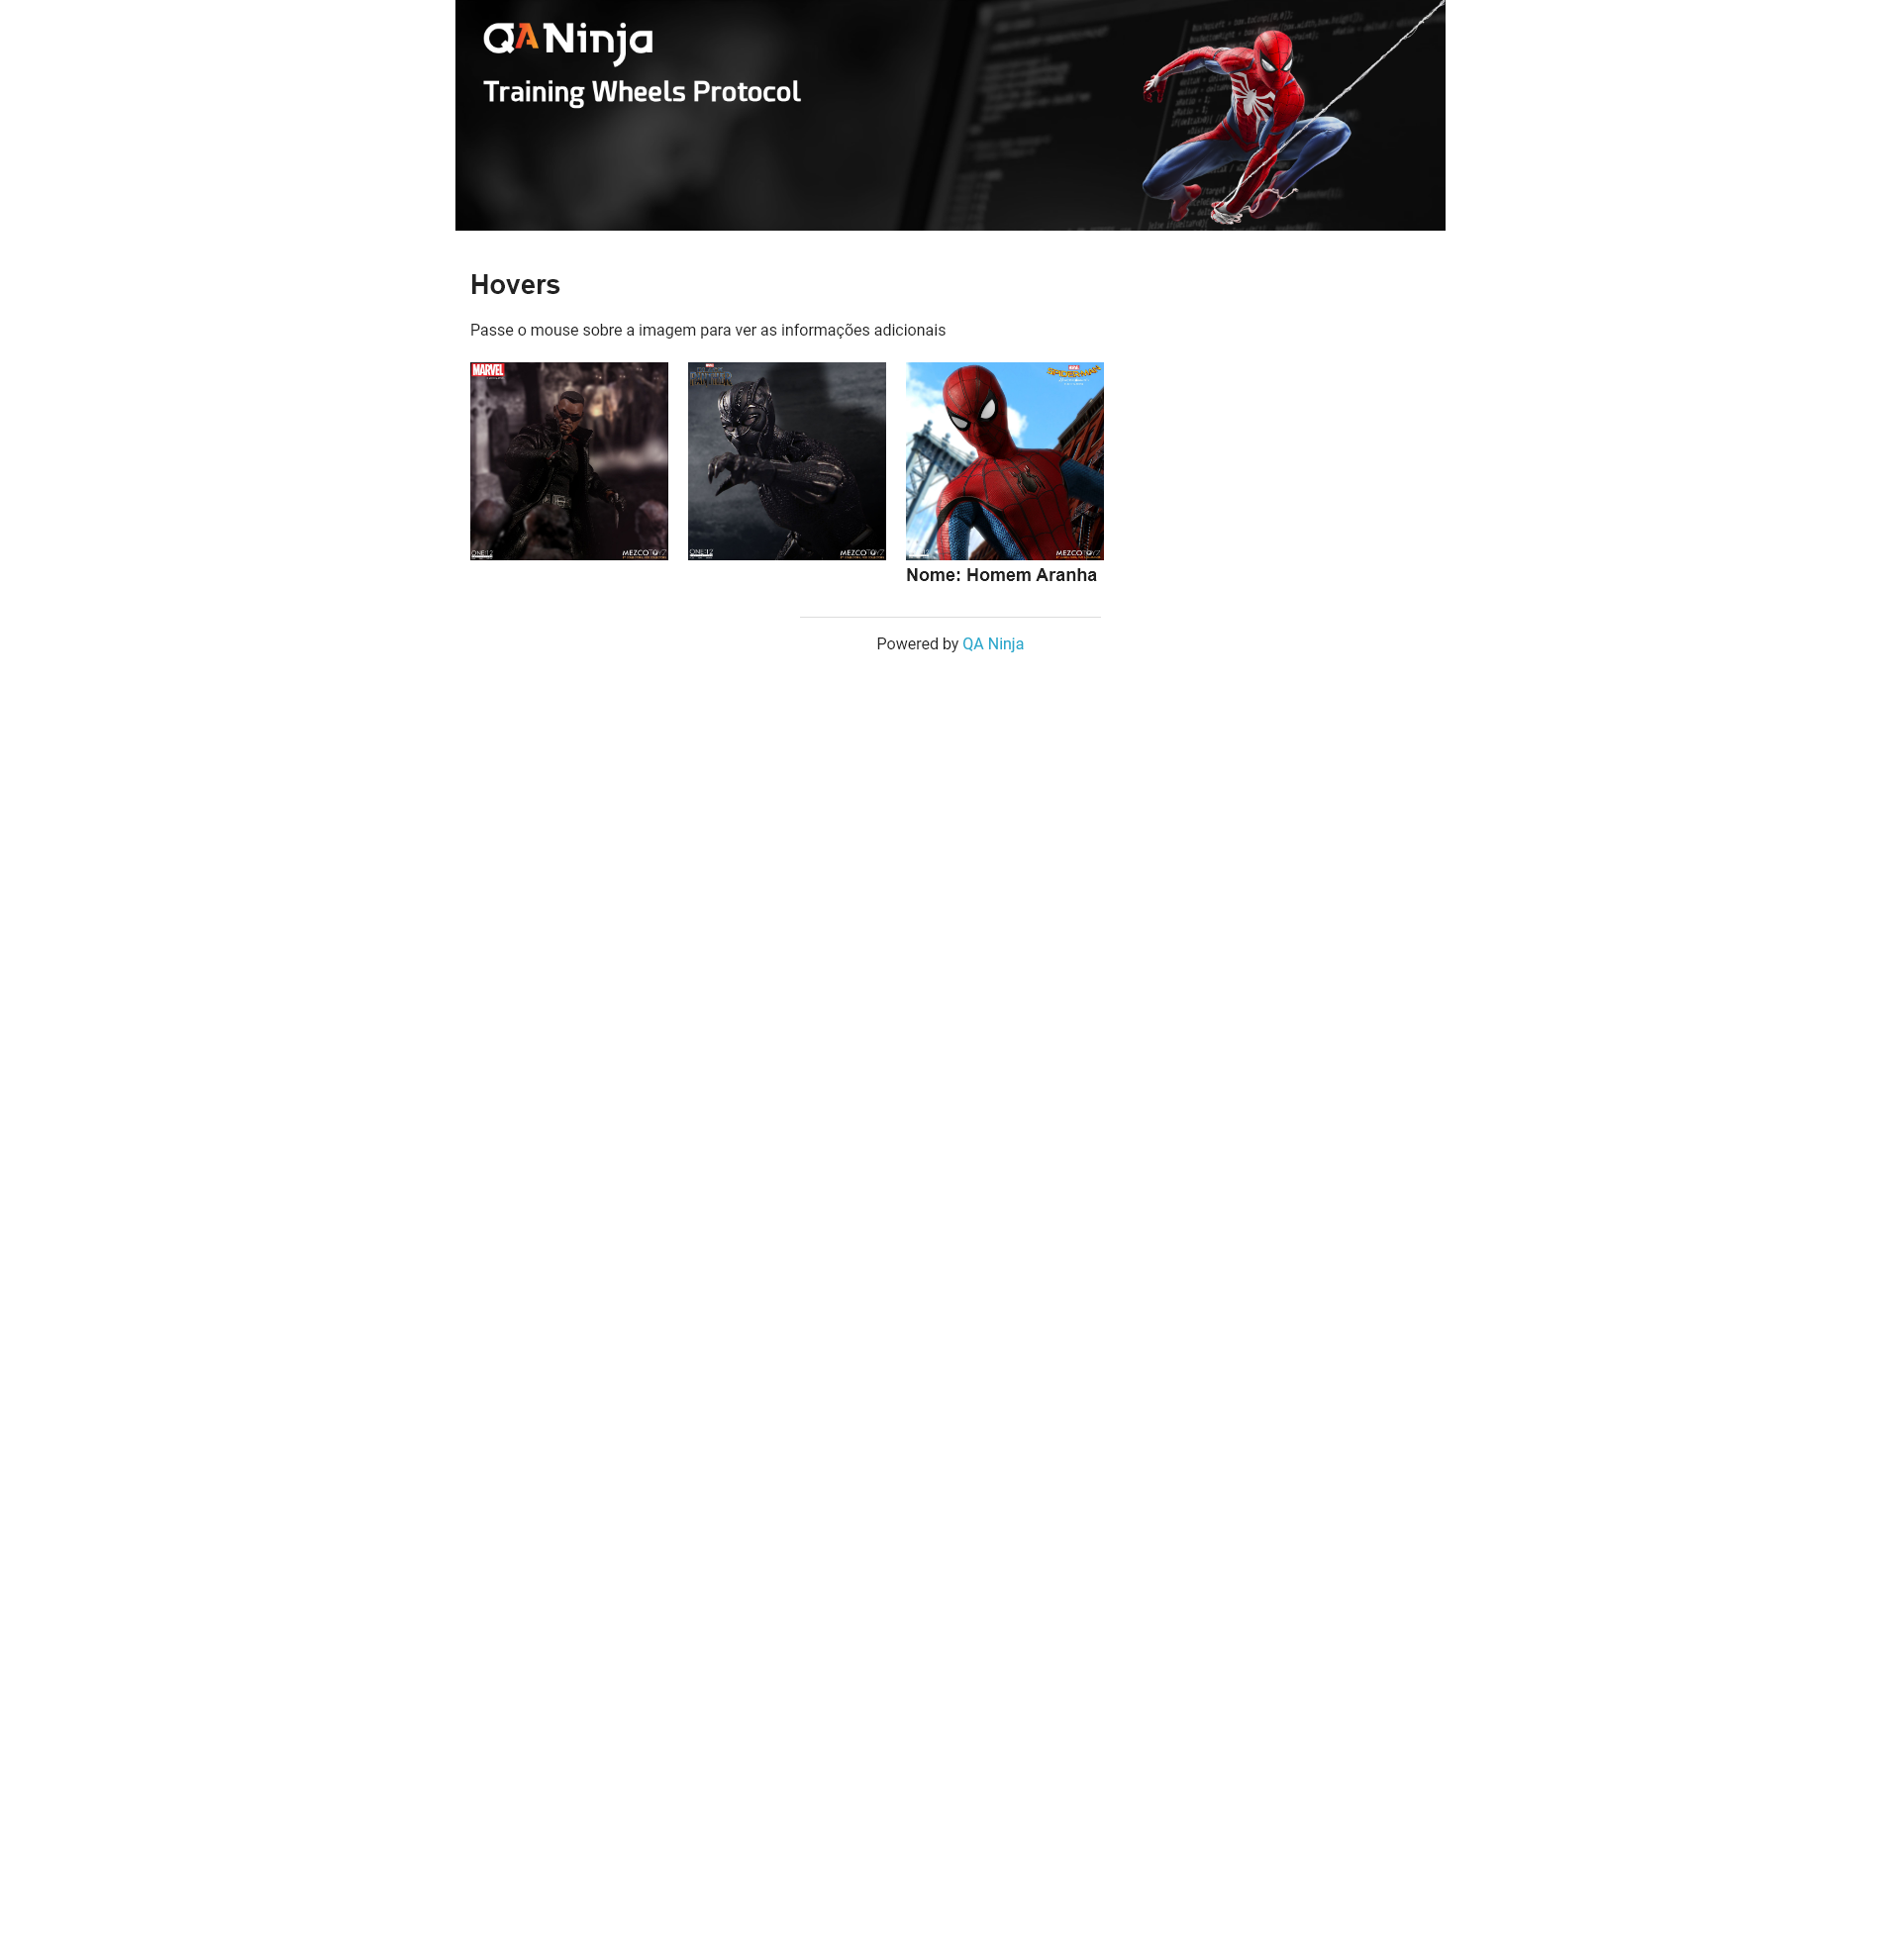 QA Ninja
Training Wheels Protocol
Hovers
Passe o mouse sobre a imagem para ver as informações adicionais
MARVEL
PANTHER
ONE:12
MEZCO TOYZ
ONE:12
MEZCO TOYZ
MEZCO TOYZ
Nome: Homem Aranha
Powered by QA Ninja